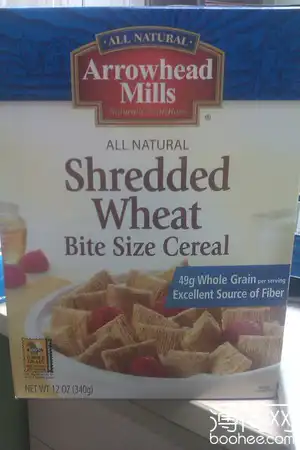 · ALL NATURAL ·
Arrowhead
Mills
®
ALL NATURAL
Shredded
Wheat
Bite Size Cereal
49g Whole Grain per serving
Excellent Source of Fiber
NET WT 12 OZ (340g)
薄荷网
boohee.com